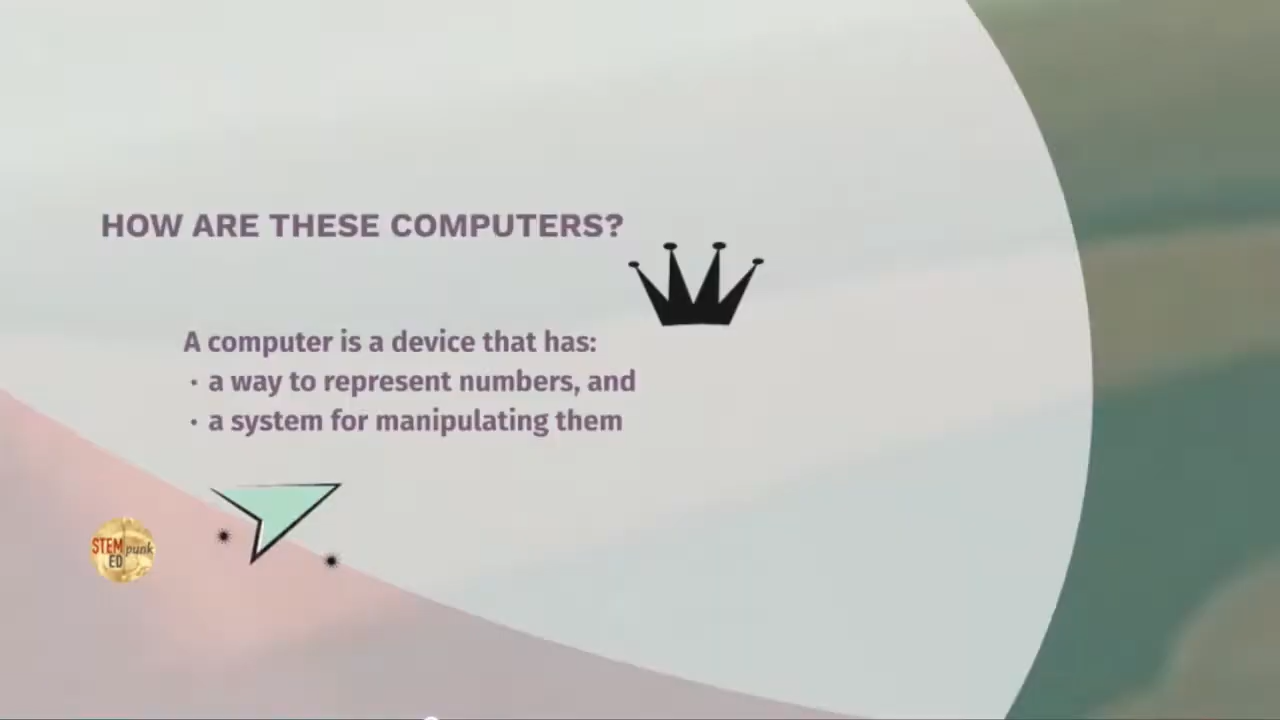 HOW ARE THESE COMPUTERS?
A computer is a device that has:
· a way to represent numbers, and
· a system for manipulating them
STEM punk
ED